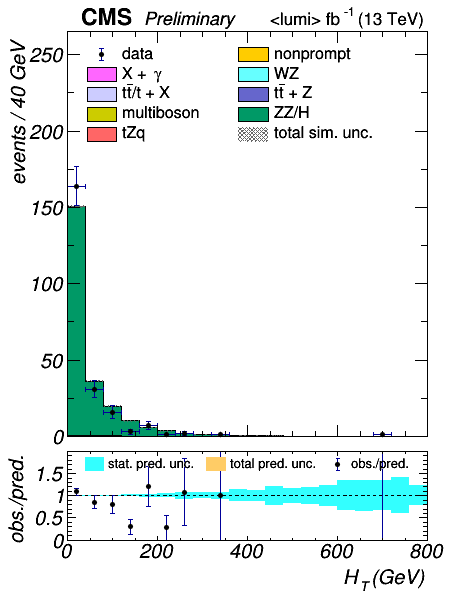 CMS Preliminary <lumi> fb⁻¹ (13 TeV)
events / 40 GeV
250
200
150
100
50
0
data
nonprompt
X + γ
WZ
tt̄/t + X
tt̄ + Z
multiboson
ZZ/H
tZq
total sim. unc.
obs./pred.
1.5
1
0.5
0
stat. pred. unc.
total pred. unc.
obs./pred.
0 200 400 600 800
H_T (GeV)